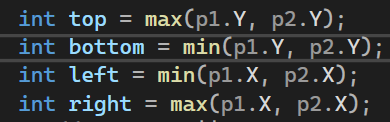 int top = max(p1.Y, p2.Y);
int bottom = min(p1.Y, p2.Y);
int left = min(p1.X, p2.X);
int right = max(p1.X, p2.X);